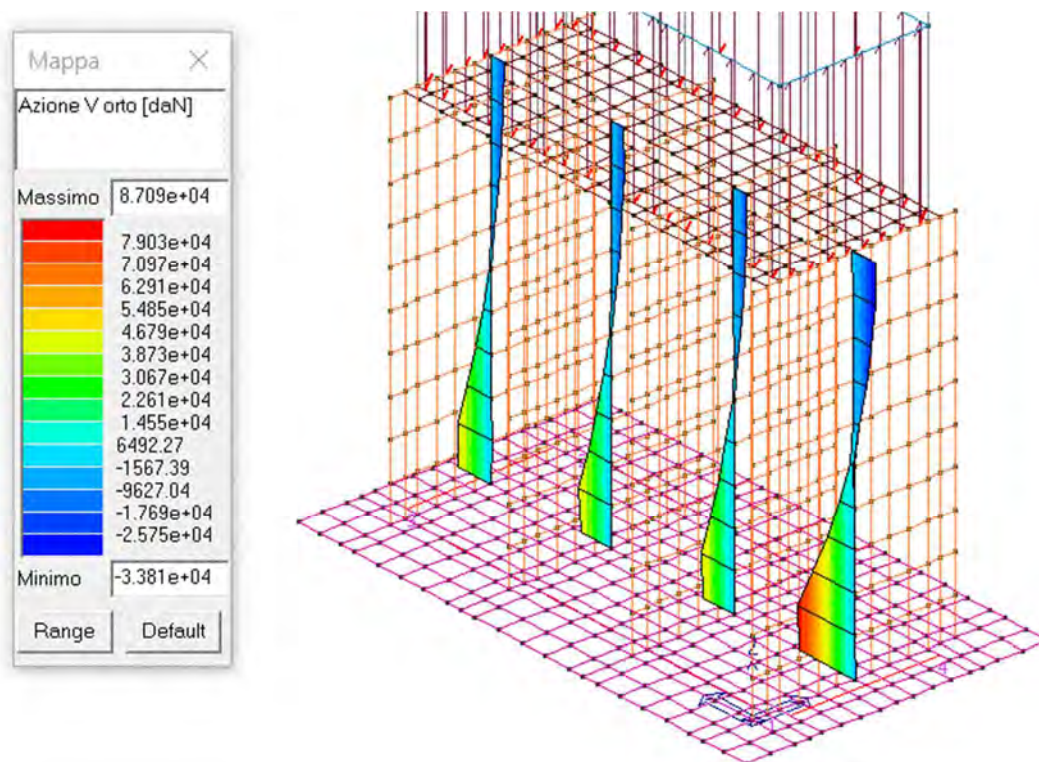 Mappa
Azione V orto [daN]
Massimo 8.709e+04
7.903e+04
7.097e+04
6.291e+04
5.485e+04
4.679e+04
3.873e+04
3.067e+04
2.261e+04
1.455e+04
6492.27
-1567.39
-9627.04
-1.769e+04
-2.575e+04
Minimo -3.381e+04
Range Default